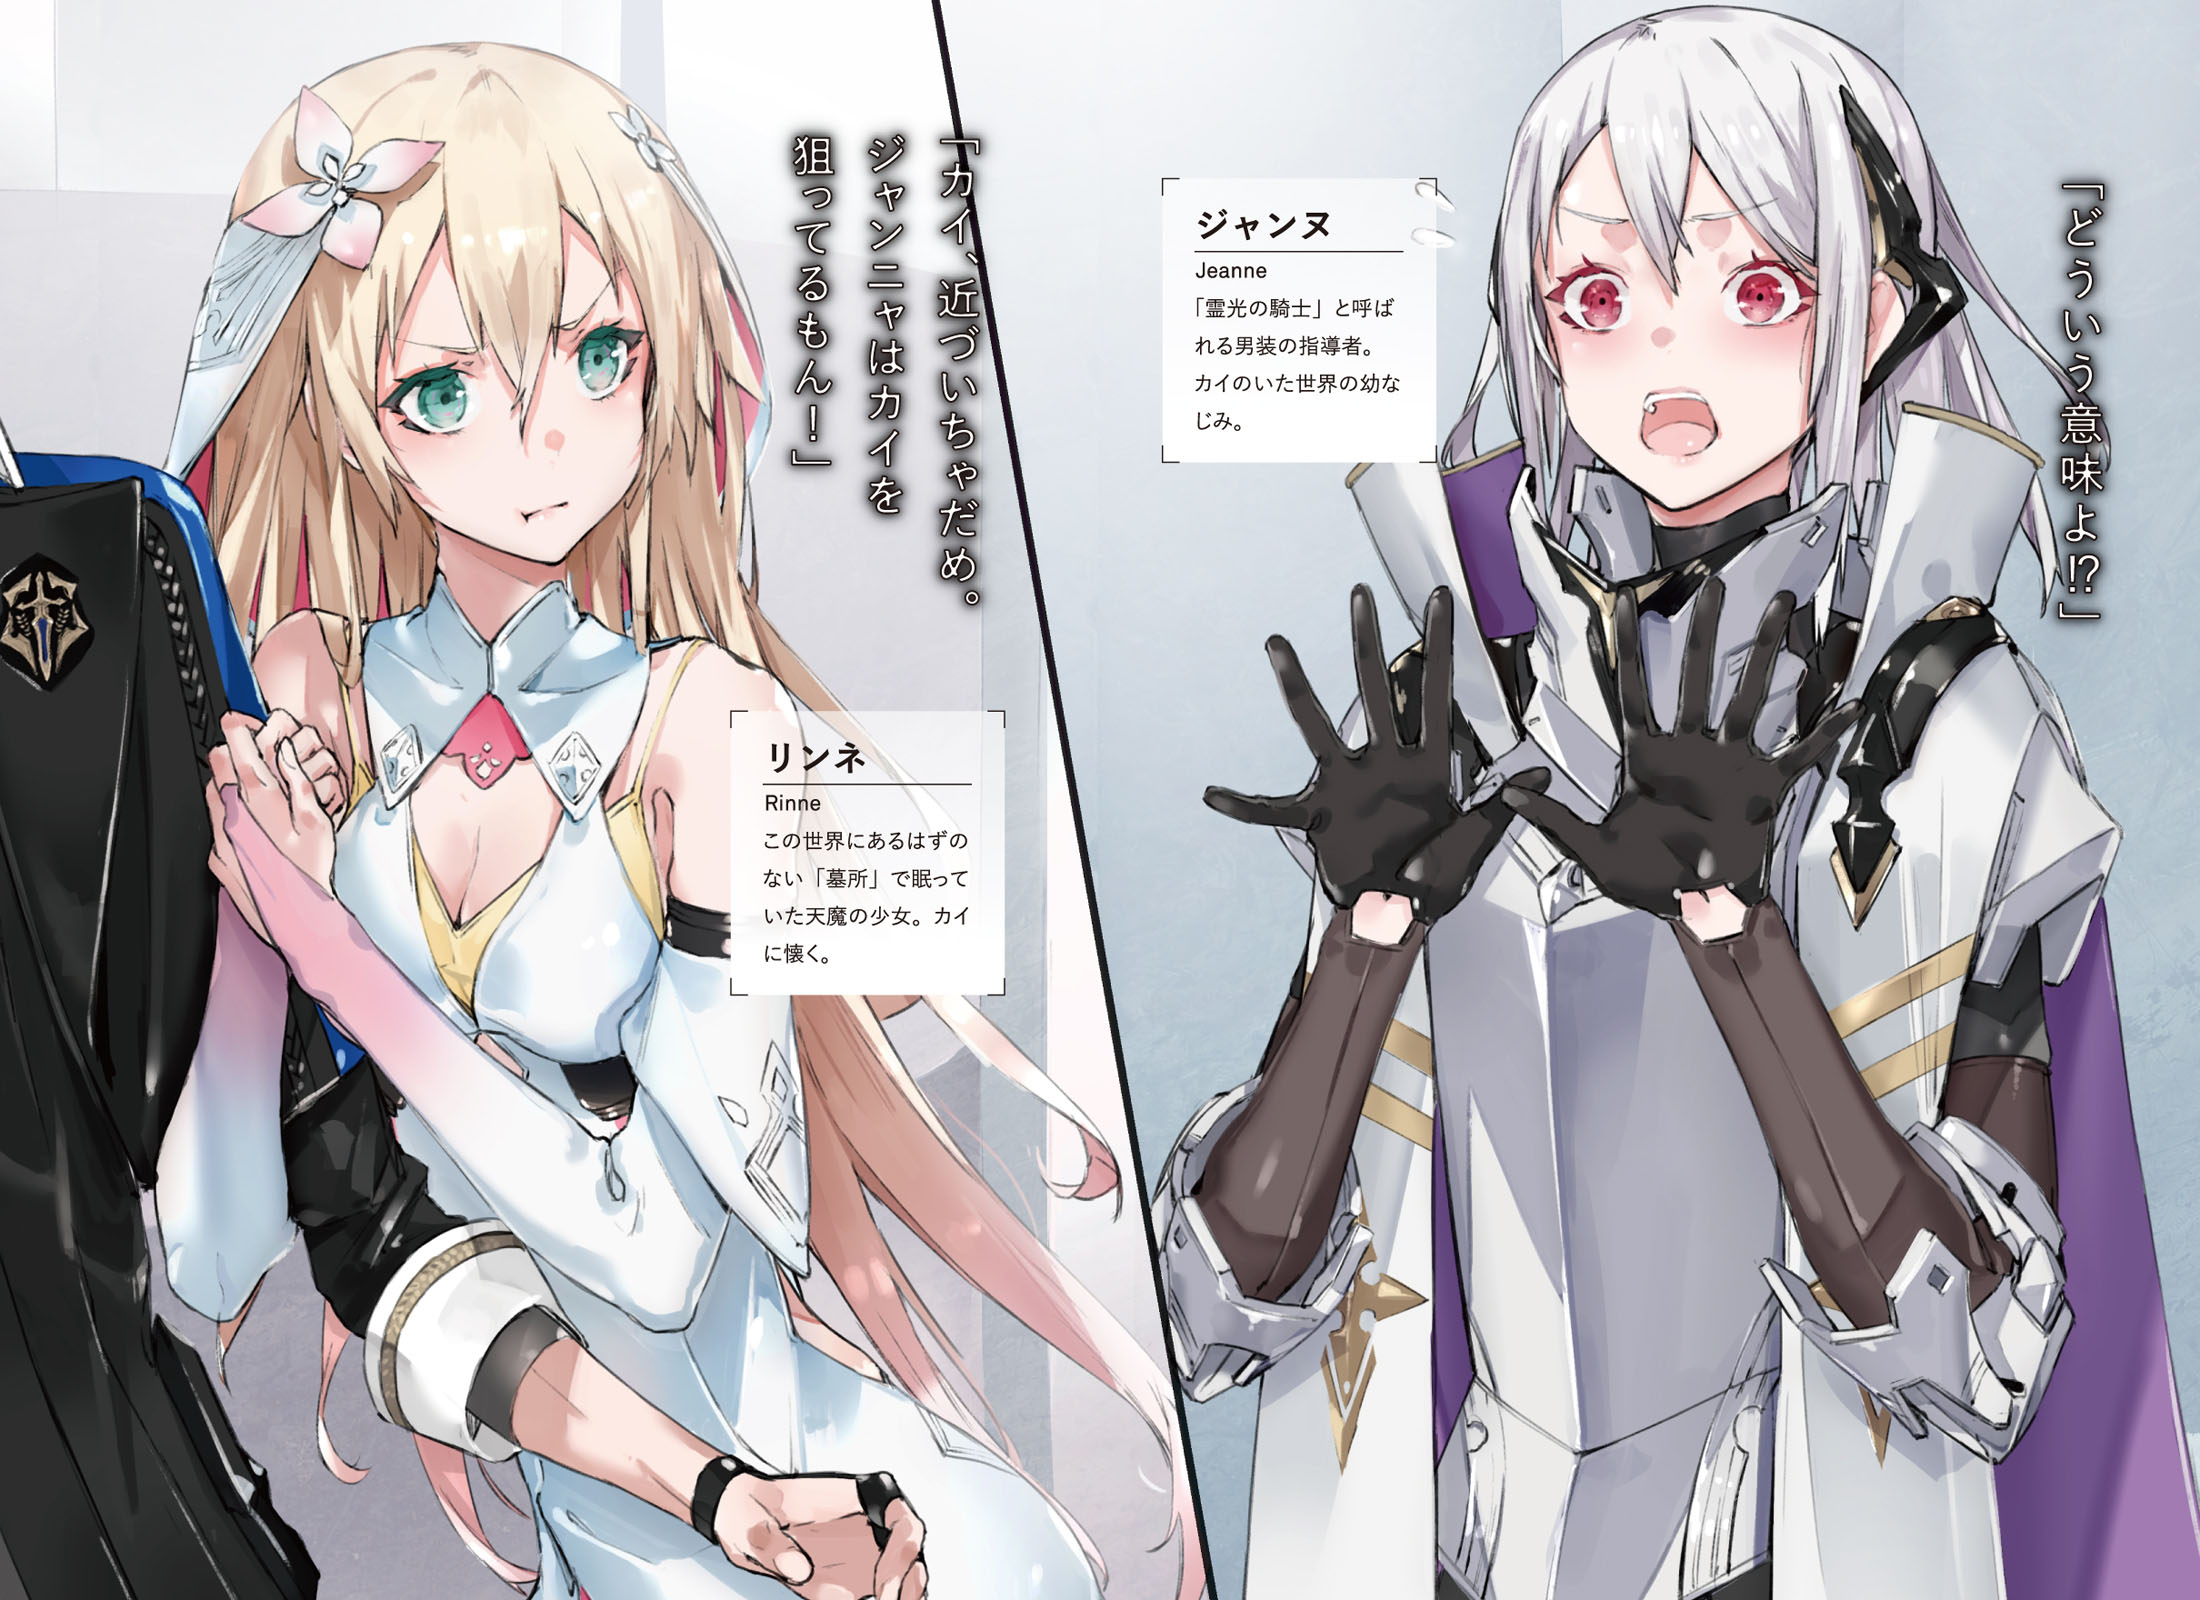 「どういう意味よ!?」
ジャンヌ
Jeanne
「霊光の騎士」と呼ば
れる男装の指導者。
カイのいた世界の幼な
じみ。
「カイ、近づいちゃだめ。
ジャンニャはカイを
狙ってるもん！」
リンネ
Rinne
この世界にあるはずの
ない「墓所」で眠って
いた天魔の少女。カイ
に懐く。